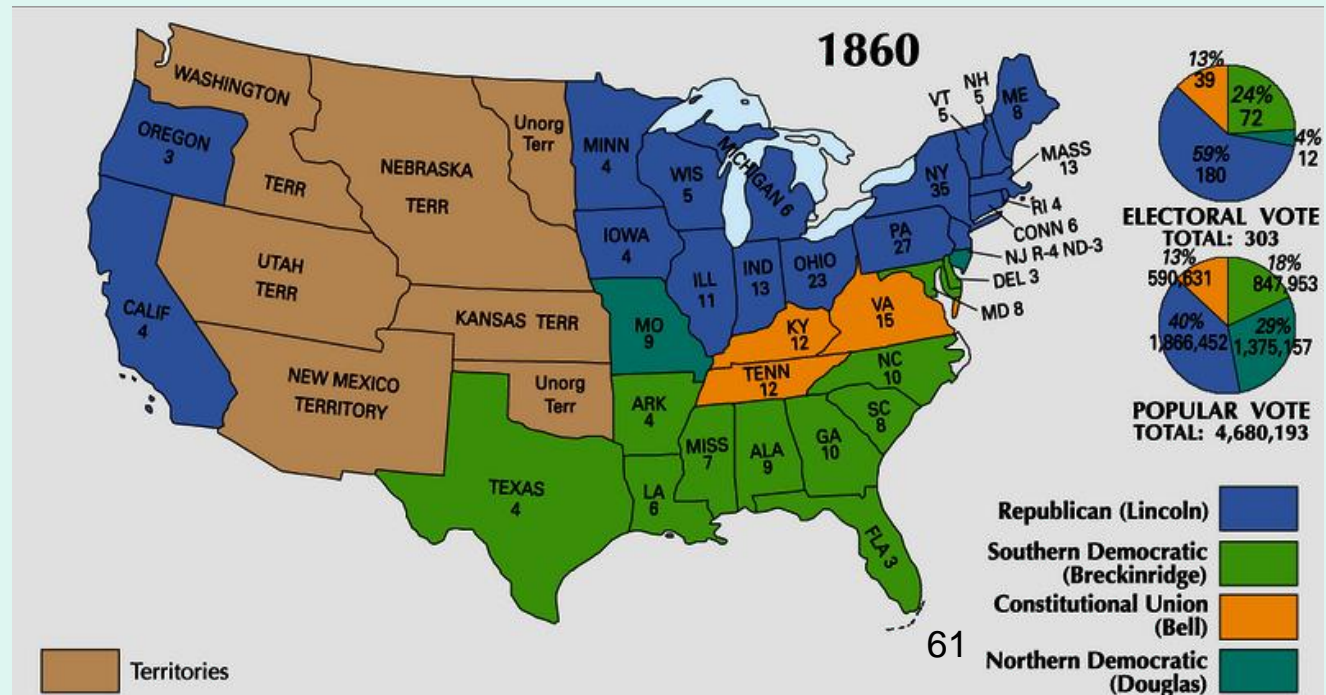 1860
WASHINGTON
TERR
OREGON
3
CALIF
4
NEBRASKA
TERR
Unorg
Terr
UTAH
TERR
KANSAS TERR
NEW MEXICO
TERRITORY
Unorg
Terr
MINN
4
WIS
5
MICHIGAN 6
IOWA
4
ILL
11
IND
13
OHIO
23
PA
27
NY
35
VT
5
NH
5
ME
8
MASS
13
RI 4
CONN 6
NJ R-4 ND-3
DEL 3
MD 8
MO
9
KY
12
VA
15
TENN
12
NC
10
SC
8
ARK
4
MISS
7
ALA
9
GA
10
TEXAS
4
LA
6
FLA 3
13%
39
24%
72
4%
12
59%
180
ELECTORAL VOTE
TOTAL: 303
13%
590,631
18%
847,953
40%
1,866,452
29%
1,375,157
POPULAR VOTE
TOTAL: 4,680,193
Republican (Lincoln)
Southern Democratic
(Breckinridge)
Constitutional Union
(Bell)
Northern Democratic
(Douglas)
61
Territories